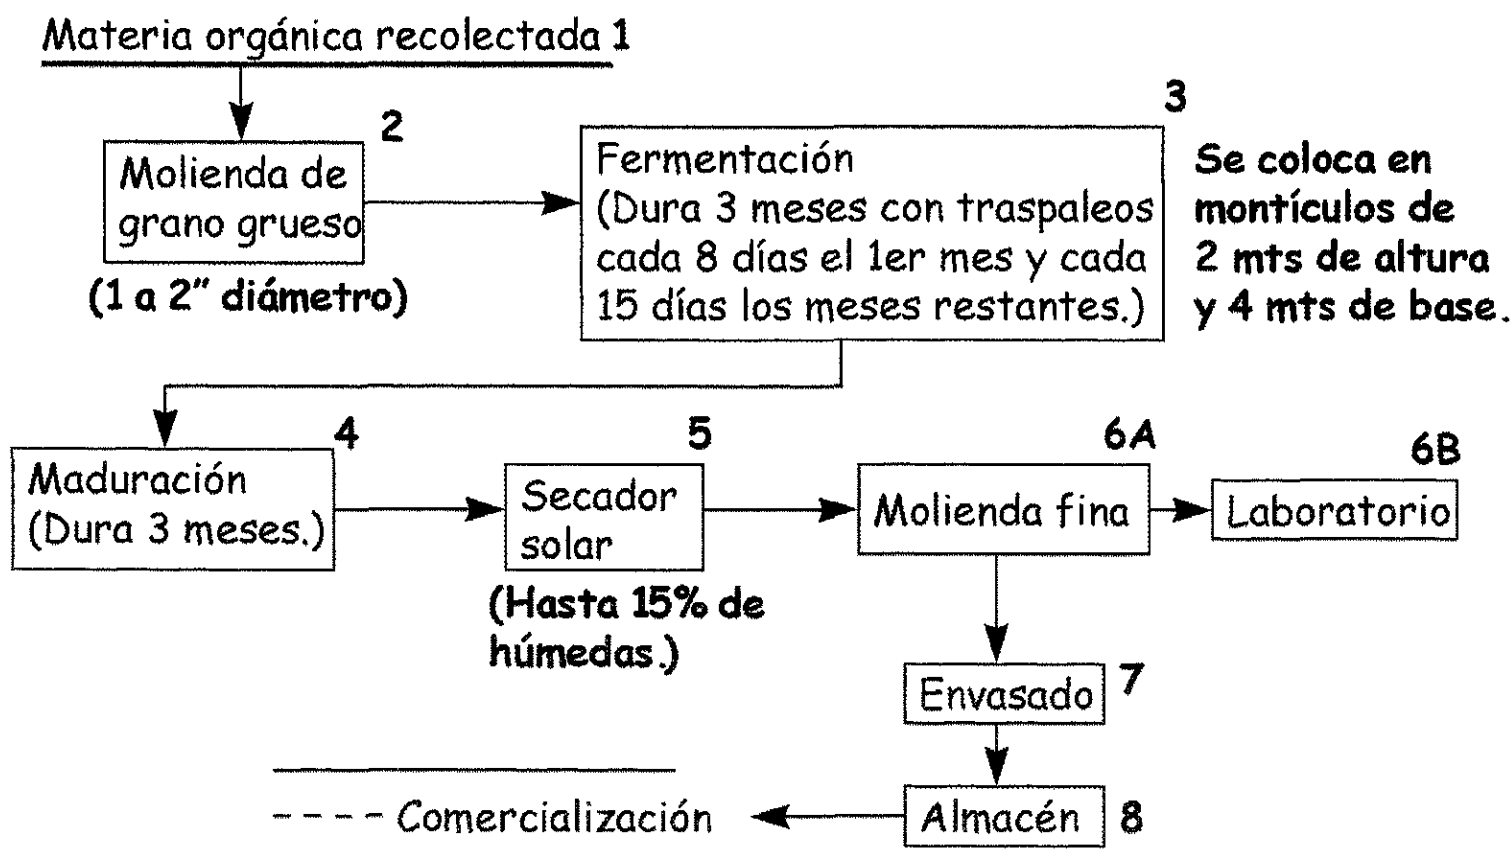 Materia orgánica recolectada 1
2
Molienda de
grano grueso
(1 a 2" diámetro)
3
Fermentación
(Dura 3 meses con traspaleos
cada 8 días el 1er mes y cada
15 días los meses restantes.)
Se coloca en
montículos de
2 mts de altura
y 4 mts de base.
4
Maduración
(Dura 3 meses.)
5
Secador
solar
(Hasta 15% de
húmedas.)
6A
Molienda fina
6B
Laboratorio
Envasado 7
Almacén 8
Comercialización